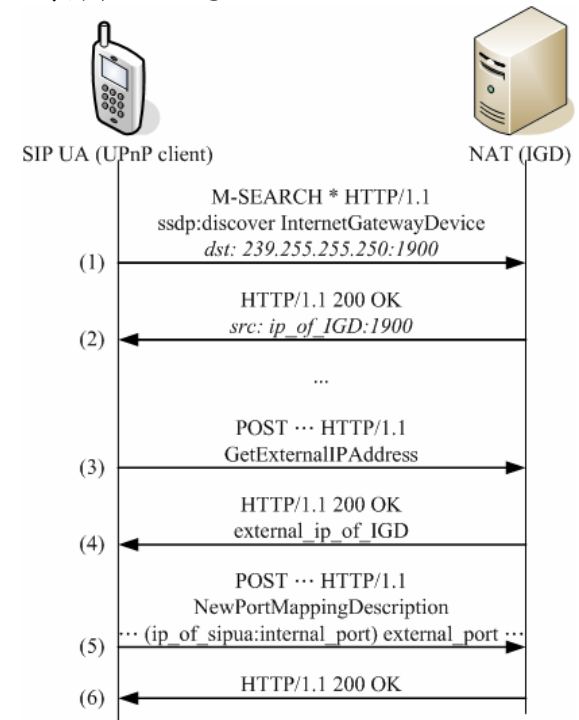 SIP UA (UPnP client)
NAT (IGD)
M-SEARCH * HTTP/1.1
ssdp:discover InternetGatewayDevice
dst: 239.255.255.250:1900
(1)
HTTP/1.1 200 OK
src: ip_of_IGD:1900
(2)
...
POST ··· HTTP/1.1
GetExternalIPAddress
(3)
HTTP/1.1 200 OK
external_ip_of_IGD
(4)
POST ··· HTTP/1.1
NewPortMappingDescription
··· (ip_of_sipua:internal_port) external_port ···
(5)
HTTP/1.1 200 OK
(6)